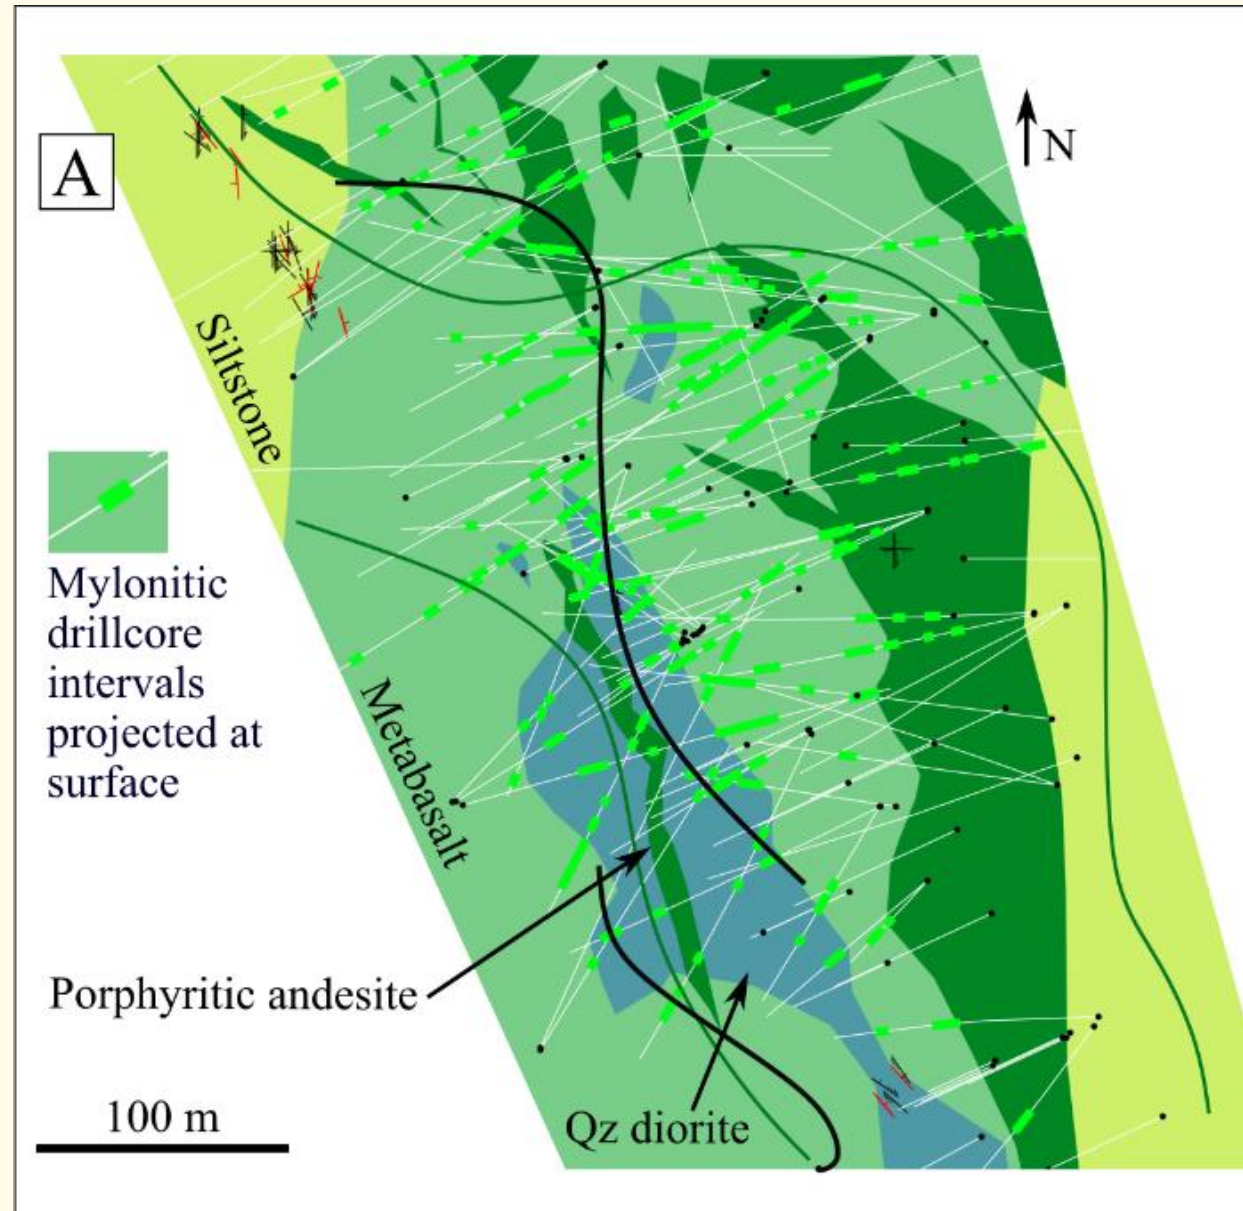 A
N
Siltstone
Mylonitic
drillcore
intervals
projected at
surface
Metabasalt
Porphyritic andesite
Qz diorite
100 m